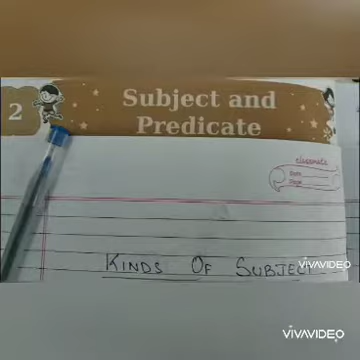 2
Subject and
Predicate
classmate
Date
Page
KINDS OF SUBJECT
VIVAVIDEO
VIVAVIDEO